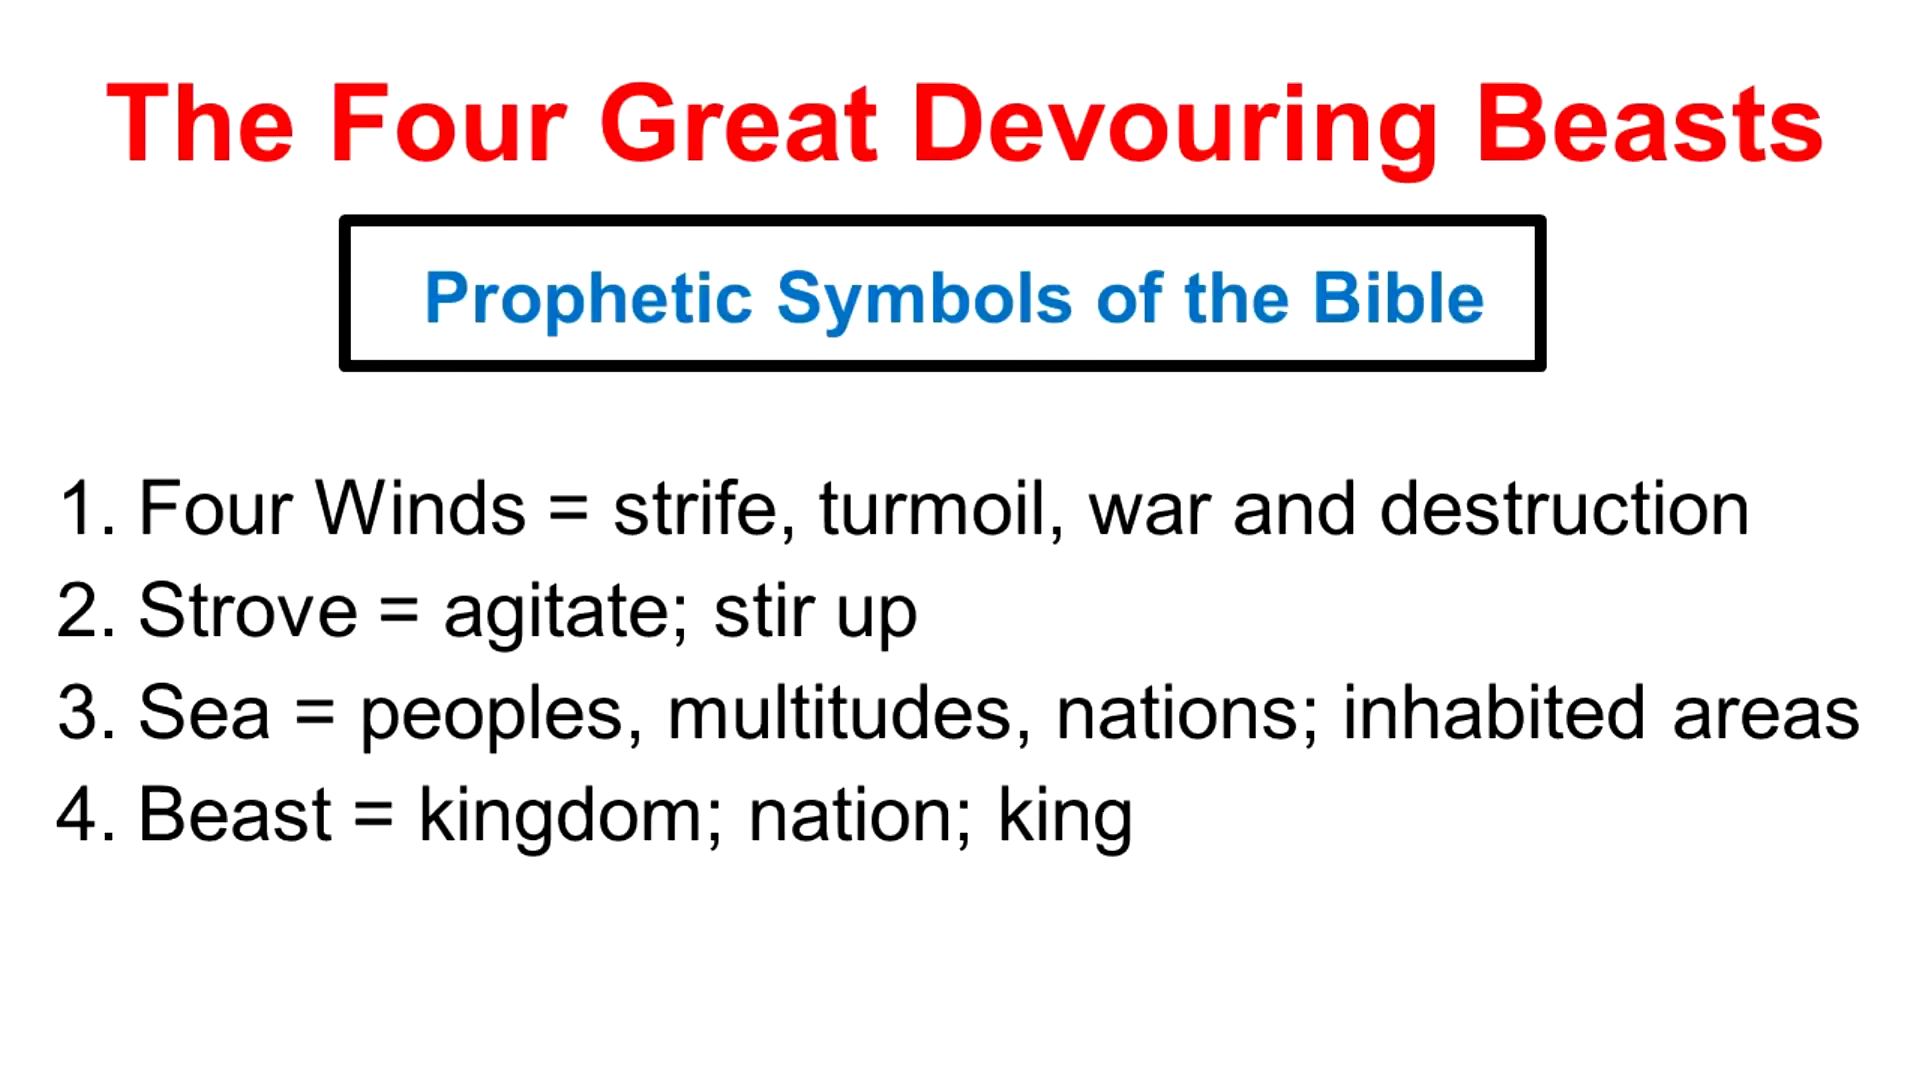 The Four Great Devouring Beasts
Prophetic Symbols of the Bible
1. Four Winds = strife, turmoil, war and destruction
2. Strove = agitate; stir up
3. Sea = peoples, multitudes, nations; inhabited areas
4. Beast = kingdom; nation; king